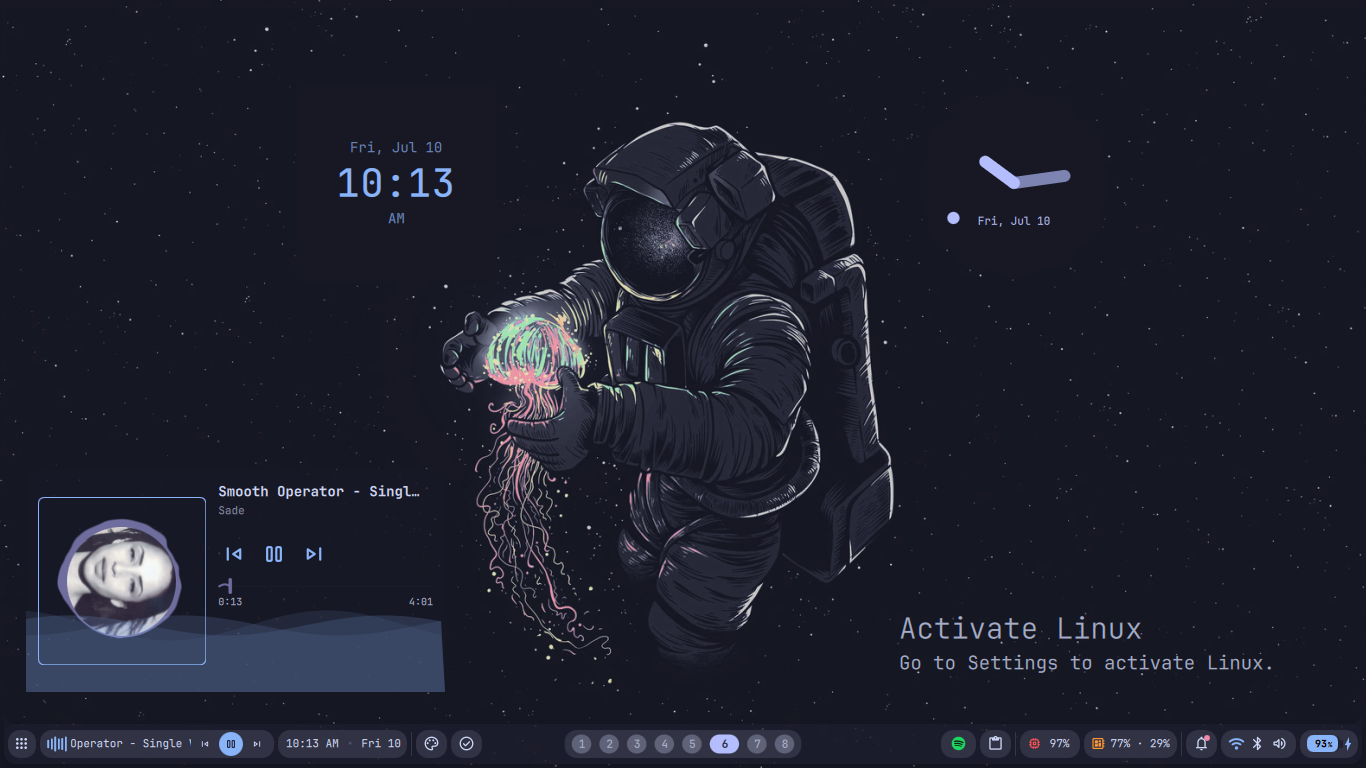 Fri, Jul 10
10:13
AM
Fri, Jul 10
Smooth Operator - Singl…
Sade
0:13
4:01
Activate Linux
Go to Settings to activate Linux.
Operator - Single
10:13 AM · Fri 10
1 2 3 4 5 6 7 8
97%
77% · 29%
93%